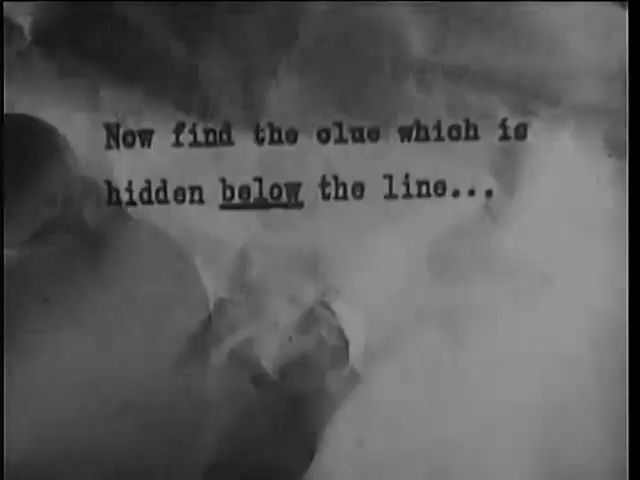 Now find the clue which is
hidden below the line...